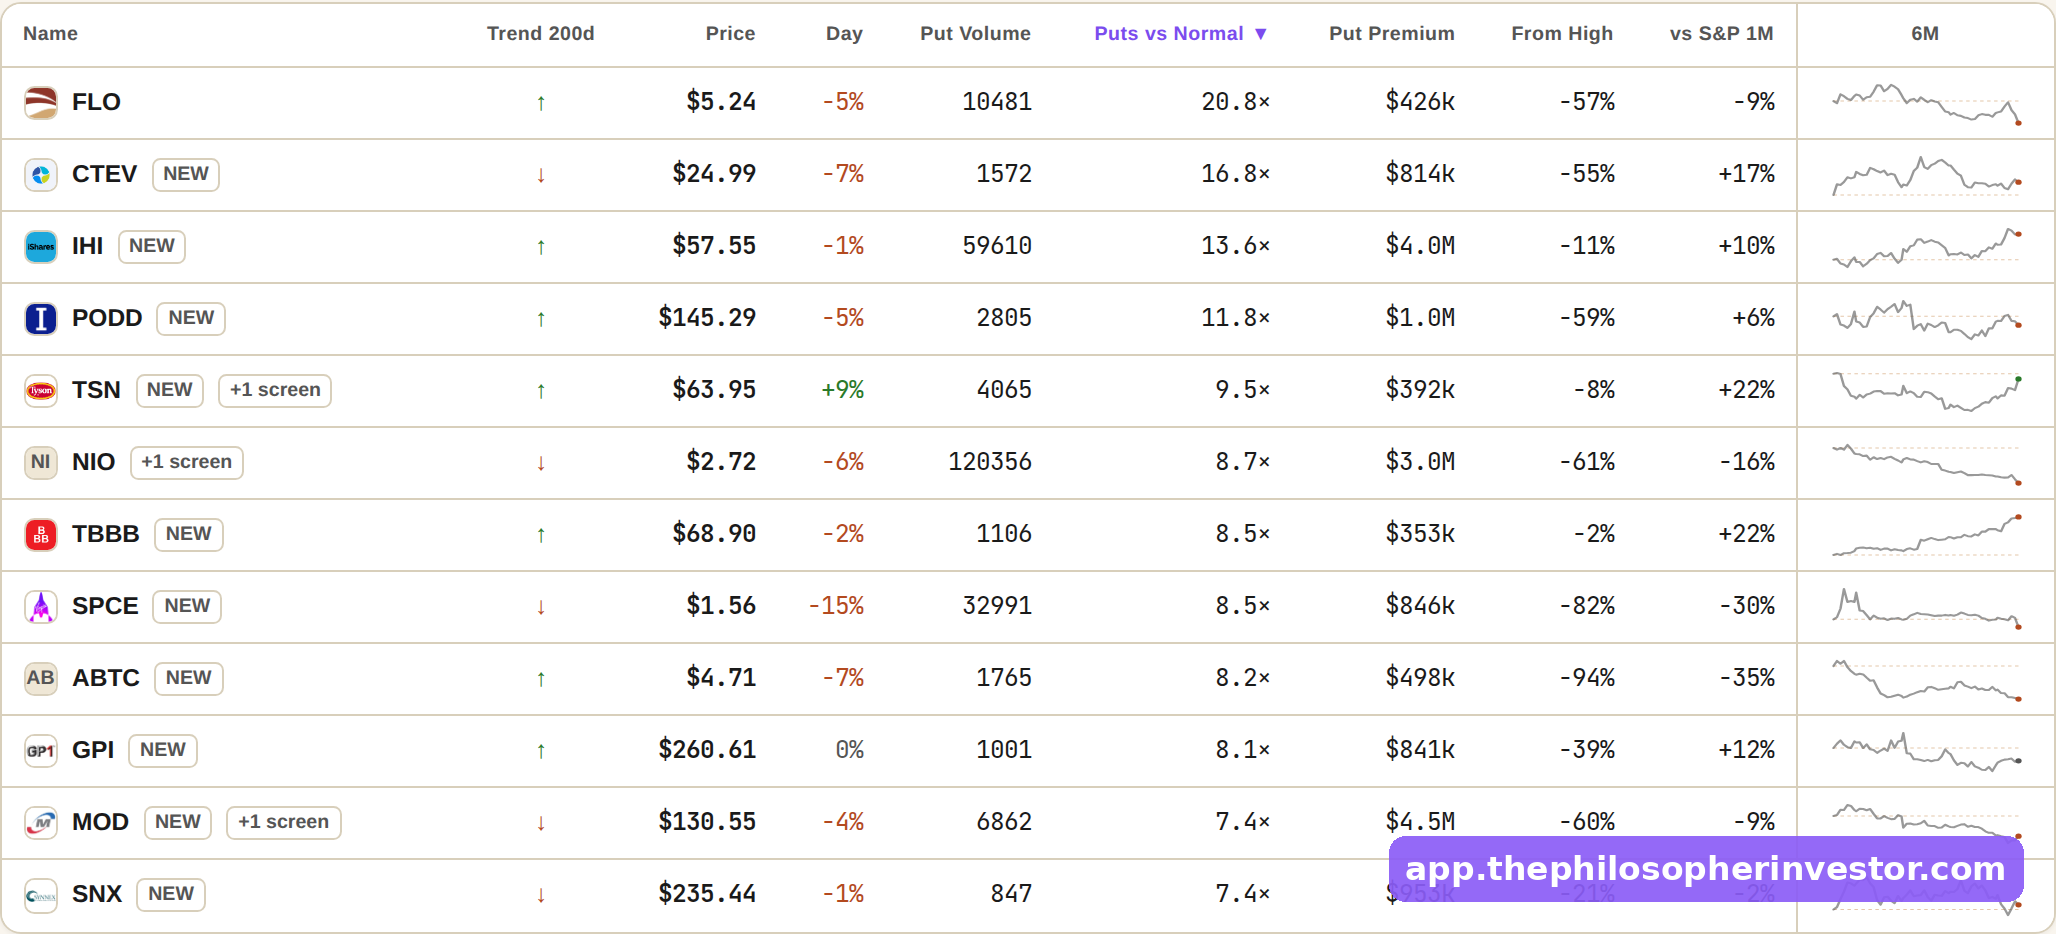 Name Trend 200d Price Day Put Volume Puts vs Normal ▼ Put Premium From High vs S&P 1M 6M
FLO ↑ $5.24 -5% 10481 20.8× $426k -57% -9%
CTEV NEW ↓ $24.99 -7% 1572 16.8× $814k -55% +17%
iShares IHI NEW ↑ $57.55 -1% 59610 13.6× $4.0M -11% +10%
PODD NEW ↑ $145.29 -5% 2805 11.8× $1.0M -59% +6%
Tyson TSN NEW +1 screen ↑ $63.95 +9% 4065 9.5× $392k -8% +22%
NI NIO +1 screen ↓ $2.72 -6% 120356 8.7× $3.0M -61% -16%
B BB TBBB NEW ↑ $68.90 -2% 1106 8.5× $353k -2% +22%
SPCE NEW ↓ $1.56 -15% 32991 8.5× $846k -82% -30%
AB ABTC NEW ↑ $4.71 -7% 1765 8.2× $498k -94% -35%
GP1 GPI NEW ↑ $260.61 0% 1001 8.1× $841k -39% +12%
M MOD NEW +1 screen ↓ $130.55 -4% 6862 7.4× $4.5M -60% -9%
SNX NEW ↓ $235.44 -1% 847 7.4× $953k -21% -2%
app.thephilosopherinvestor.com